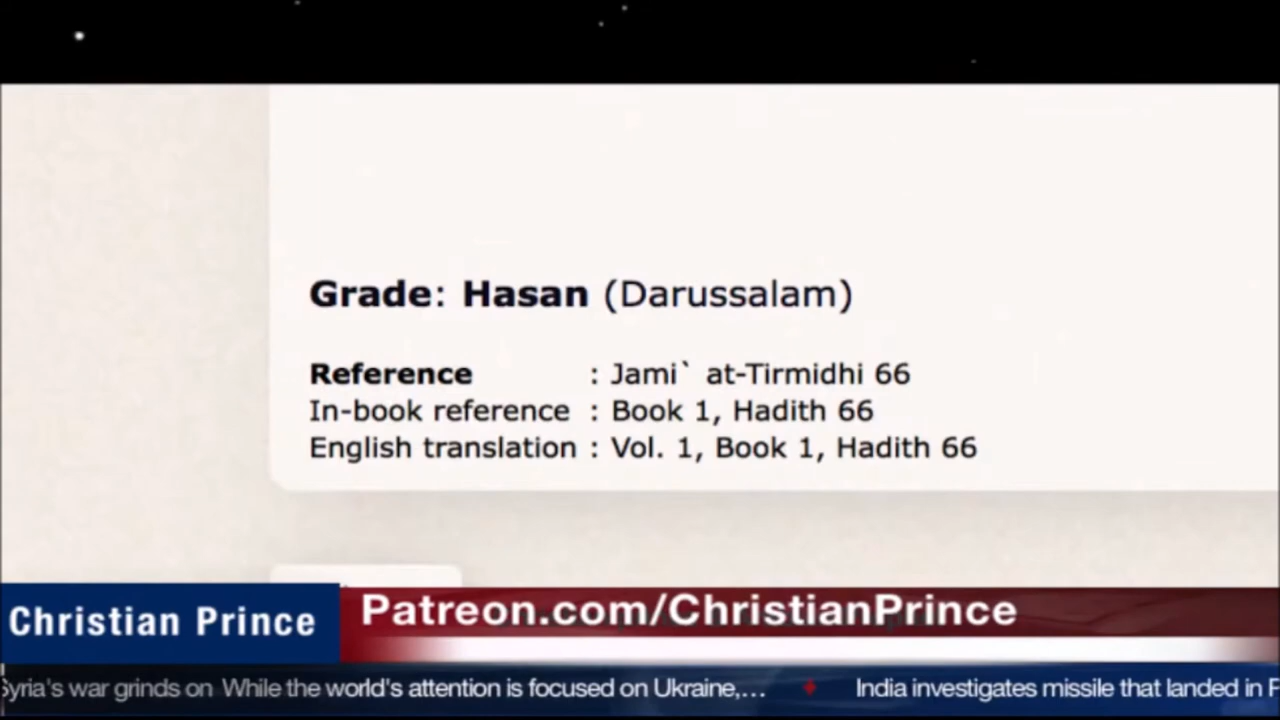 Grade: Hasan (Darussalam)
Reference : Jami` at-Tirmidhi 66
In-book reference : Book 1, Hadith 66
English translation : Vol. 1, Book 1, Hadith 66
Christian Prince
Patreon.com/ChristianPrince
Syria's war grinds on While the world's attention is focused on Ukraine,... ♦ India investigates missile that landed in